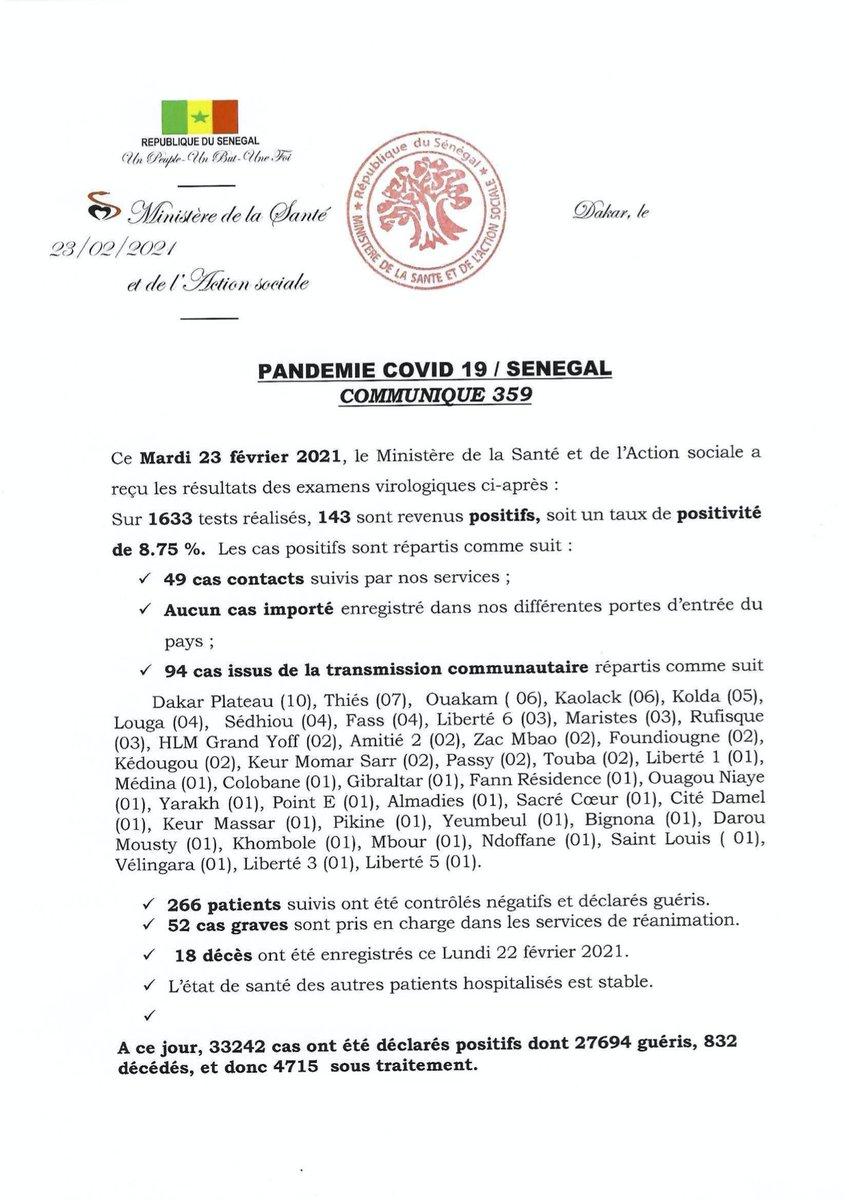 REPUBLIQUE DU SENEGAL
Un Peuple-Un But-Une Foi
République du Sénégal
MINISTERE DE LA SANTE ET DE L'ACTION SOCIALE
Ministère de la Santé
Dakar, le
23/02/2021
et de l'Action sociale
PANDEMIE COVID 19 / SENEGAL
COMMUNIQUE 359
Ce Mardi 23 février 2021, le Ministère de la Santé et de l'Action sociale a
reçu les résultats des examens virologiques ci-après :
Sur 1633 tests réalisés, 143 sont revenus positifs, soit un taux de positivité
de 8.75 %. Les cas positifs sont répartis comme suit :
✓ 49 cas contacts suivis par nos services ;
✓ Aucun cas importé enregistré dans nos différentes portes d'entrée du
pays ;
✓ 94 cas issus de la transmission communautaire répartis comme suit
Dakar Plateau (10), Thiés (07), Ouakam ( 06), Kaolack (06), Kolda (05),
Louga (04), Sédhiou (04), Fass (04), Liberté 6 (03), Maristes (03), Rufisque
(03), HLM Grand Yoff (02), Amitié 2 (02), Zac Mbao (02), Foundiougne (02),
Kédougou (02), Keur Momar Sarr (02), Passy (02), Touba (02), Liberté 1 (01),
Médina (01), Colobane (01), Gibraltar (01), Fann Résidence (01), Ouagou Niaye
(01), Yarakh (01), Point E (01), Almadies (01), Sacré Cœur (01), Cité Damel
(01), Keur Massar (01), Pikine (01), Yeumbeul (01), Bignona (01), Darou
Mousty (01), Khombole (01), Mbour (01), Ndoffane (01), Saint Louis ( 01),
Vélingara (01), Liberté 3 (01), Liberté 5 (01).
✓ 266 patients suivis ont été contrôlés négatifs et déclarés guéris.
✓ 52 cas graves sont pris en charge dans les services de réanimation.
✓ 18 décès ont été enregistrés ce Lundi 22 février 2021.
✓ L'état de santé des autres patients hospitalisés est stable.
✓
A ce jour, 33242 cas ont été déclarés positifs dont 27694 guéris, 832
décédés, et donc 4715 sous traitement.